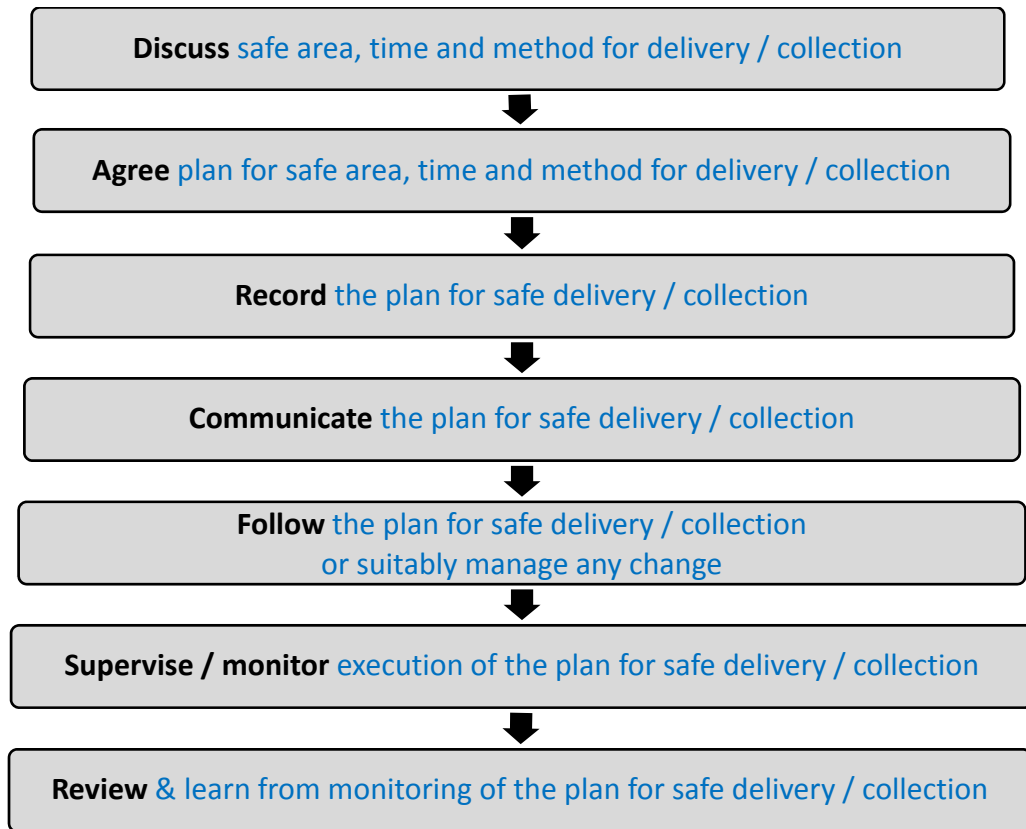 Discuss safe area, time and method for delivery / collection
Agree plan for safe area, time and method for delivery / collection
Record the plan for safe delivery / collection
Communicate the plan for safe delivery / collection
Follow the plan for safe delivery / collection
or suitably manage any change
Supervise / monitor execution of the plan for safe delivery / collection
Review & learn from monitoring of the plan for safe delivery / collection